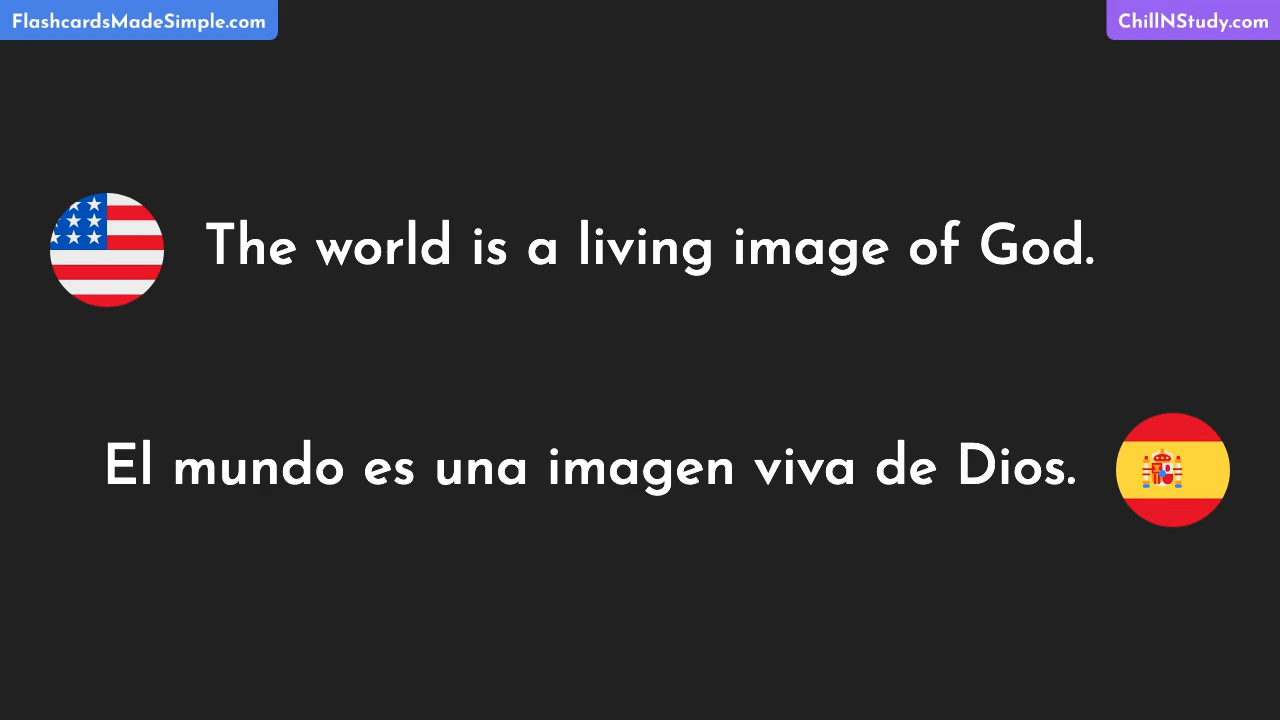 FlashcardsMadeSimple.com
ChillNStudy.com
The world is a living image of God.
El mundo es una imagen viva de Dios.